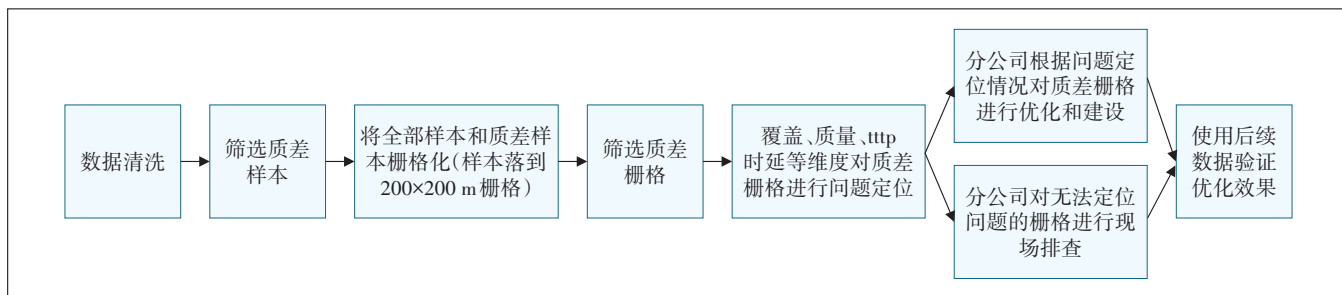 数据清洗
筛选质差
样本
将全部样本和质差样
本栅格化(样本落到
200×200 m栅格)
筛选质差
栅格
覆盖、质量、tttp
时延等维度对质差
栅格进行问题定位
分公司根据问题定
位情况对质差栅格
进行优化和建设
分公司对无法定位
问题的栅格进行现
场排查
使用后续
数据验证
优化效果